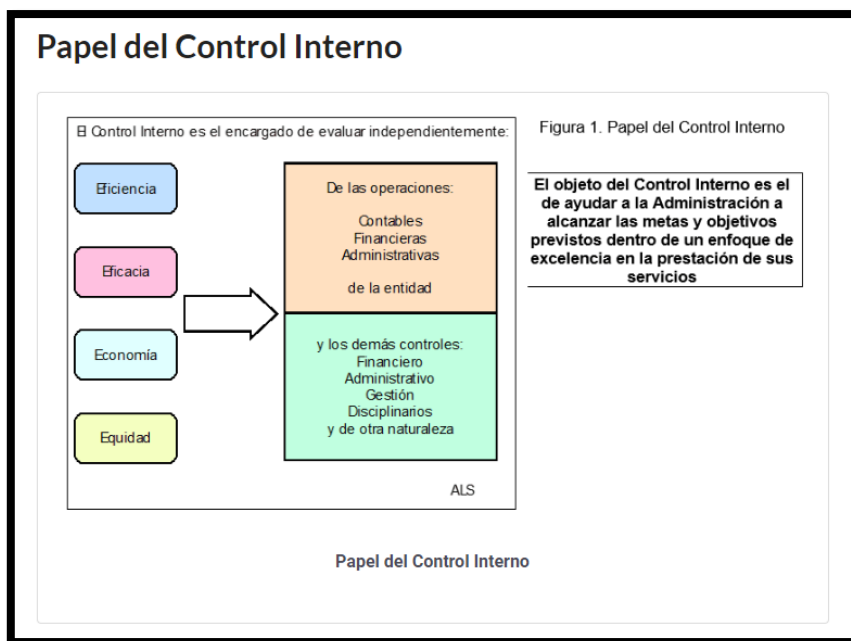 Papel del Control Interno
El Control Interno es el encargado de evaluar independientemente:
Eficiencia
Eficacia
Economía
Equidad
De las operaciones:
Contables
Financieras
Administrativas
de la entidad
y los demás controles:
Financiero
Administrativo
Gestión
Disciplinarios
y de otra naturaleza
ALS
Figura 1. Papel del Control Interno
El objeto del Control Interno es el
de ayudar a la Administración a
alcanzar las metas y objetivos
previstos dentro de un enfoque de
excelencia en la prestación de sus
servicios
Papel del Control Interno